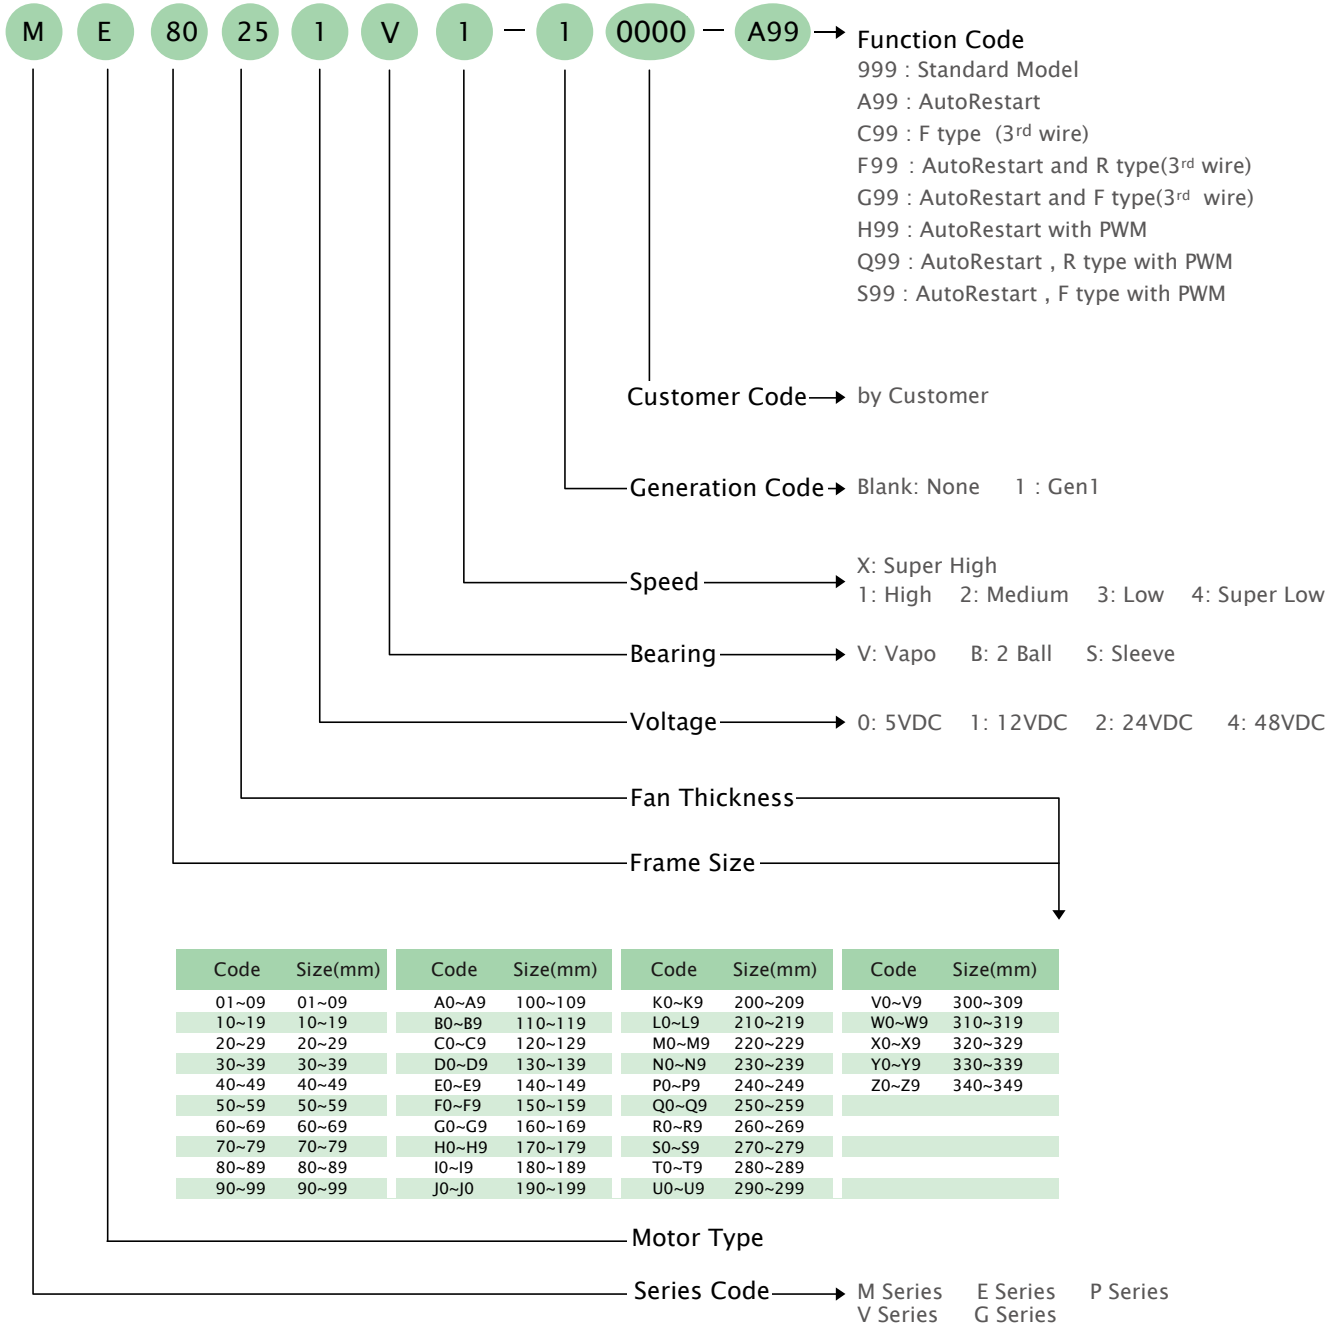 M E 80 25 1 V 1 — 1 0000 — A99
Function Code
999 : Standard Model
A99 : AutoRestart
C99 : F type (3rd wire)
F99 : AutoRestart and R type(3rd wire)
G99 : AutoRestart and F type(3rd wire)
H99 : AutoRestart with PWM
Q99 : AutoRestart , R type with PWM
S99 : AutoRestart , F type with PWM
Customer Code by Customer
Generation Code Blank: None 1 : Gen1
Speed
X: Super High
1: High 2: Medium 3: Low 4: Super Low
Bearing V: Vapo B: 2 Ball S: Sleeve
Voltage 0: 5VDC 1: 12VDC 2: 24VDC 4: 48VDC
Fan Thickness
Frame Size
Code Size(mm) Code Size(mm) Code Size(mm) Code Size(mm)
01~09 01~09 A0~A9 100~109 K0~K9 200~209 V0~V9 300~309
10~19 10~19 B0~B9 110~119 L0~L9 210~219 W0~W9 310~319
20~29 20~29 C0~C9 120~129 M0~M9 220~229 X0~X9 320~329
30~39 30~39 D0~D9 130~139 N0~N9 230~239 Y0~Y9 330~339
40~49 40~49 E0~E9 140~149 P0~P9 240~249 Z0~Z9 340~349
50~59 50~59 F0~F9 150~159 Q0~Q9 250~259
60~69 60~69 G0~G9 160~169 R0~R9 260~269
70~79 70~79 H0~H9 170~179 S0~S9 270~279
80~89 80~89 I0~I9 180~189 T0~T9 280~289
90~99 90~99 J0~J0 190~199 U0~U9 290~299
Motor Type
Series Code M Series E Series P Series
V Series G Series